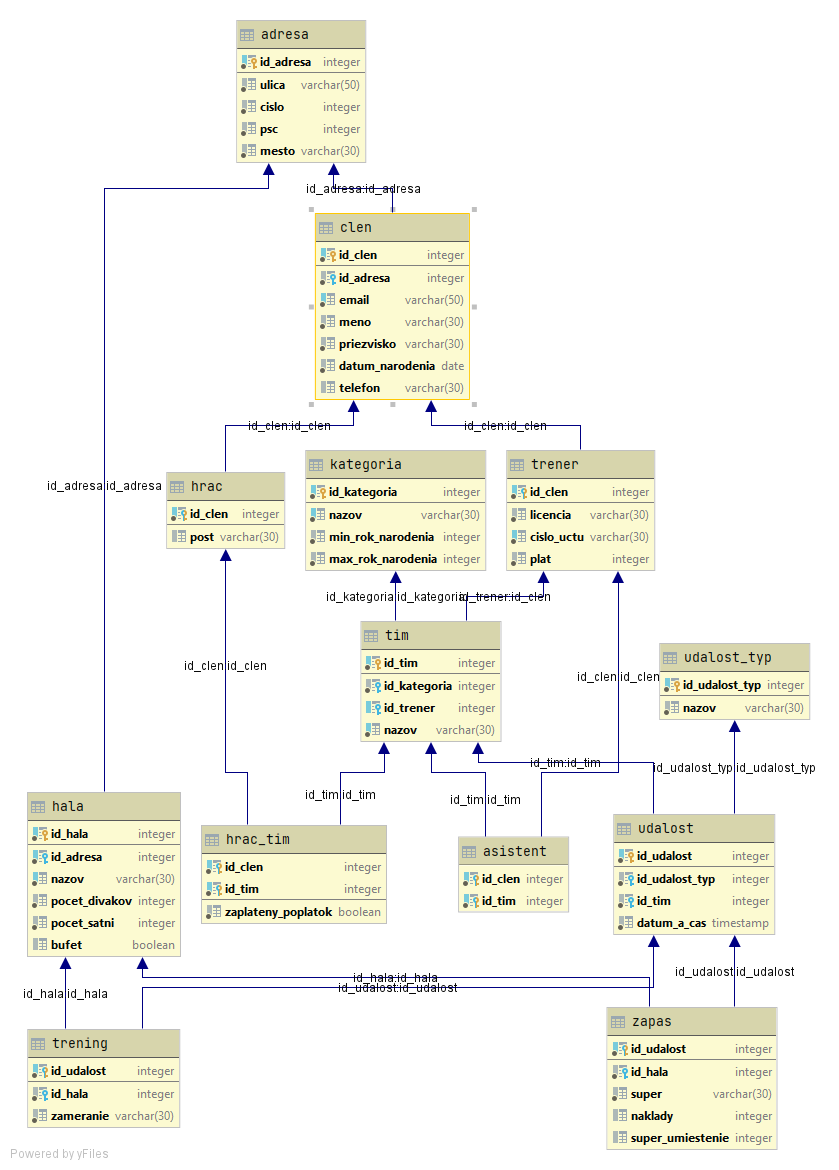 adresa
id_adresa integer
ulica varchar(50)
cislo integer
psc integer
mesto varchar(30)
id_adresa:id_adresa
clen
id_clen integer
id_adresa integer
email varchar(50)
meno varchar(30)
priezvisko varchar(30)
datum_narodenia date
telefon varchar(30)
id_clen:id_clen
id_clen:id_clen
id_adresa:id_adresa
hrac
id_clen integer
post varchar(30)
kategoria
id_kategoria integer
nazov varchar(30)
min_rok_narodenia integer
max_rok_narodenia integer
trener
id_clen integer
licencia varchar(30)
cislo_uctu varchar(30)
plat integer
id_kategoria:id_kategoria
id_trener:id_clen
tim
id_tim integer
id_kategoria integer
id_trener integer
nazov varchar(30)
id_clen:id_clen
id_clen:id_clen
udalost_typ
id_udalost_typ integer
nazov varchar(30)
id_tim:id_tim
id_udalost_typ:id_udalost_typ
id_tim:id_tim
id_tim:id_tim
hala
id_hala integer
id_adresa integer
nazov varchar(30)
pocet_divakov integer
pocet_satni integer
bufet boolean
hrac_tim
id_clen integer
id_tim integer
zaplateny_poplatok boolean
asistent
id_clen integer
id_tim integer
udalost
id_udalost integer
id_udalost_typ integer
id_tim integer
datum_a_cas timestamp
id_hala:id_hala
id_hala:id_hala
id_udalost:id_udalost
id_udalost:id_udalost
trening
id_udalost integer
id_hala integer
zameranie varchar(30)
zapas
id_udalost integer
id_hala integer
super varchar(30)
naklady integer
super_umiestenie integer
Powered by yFiles